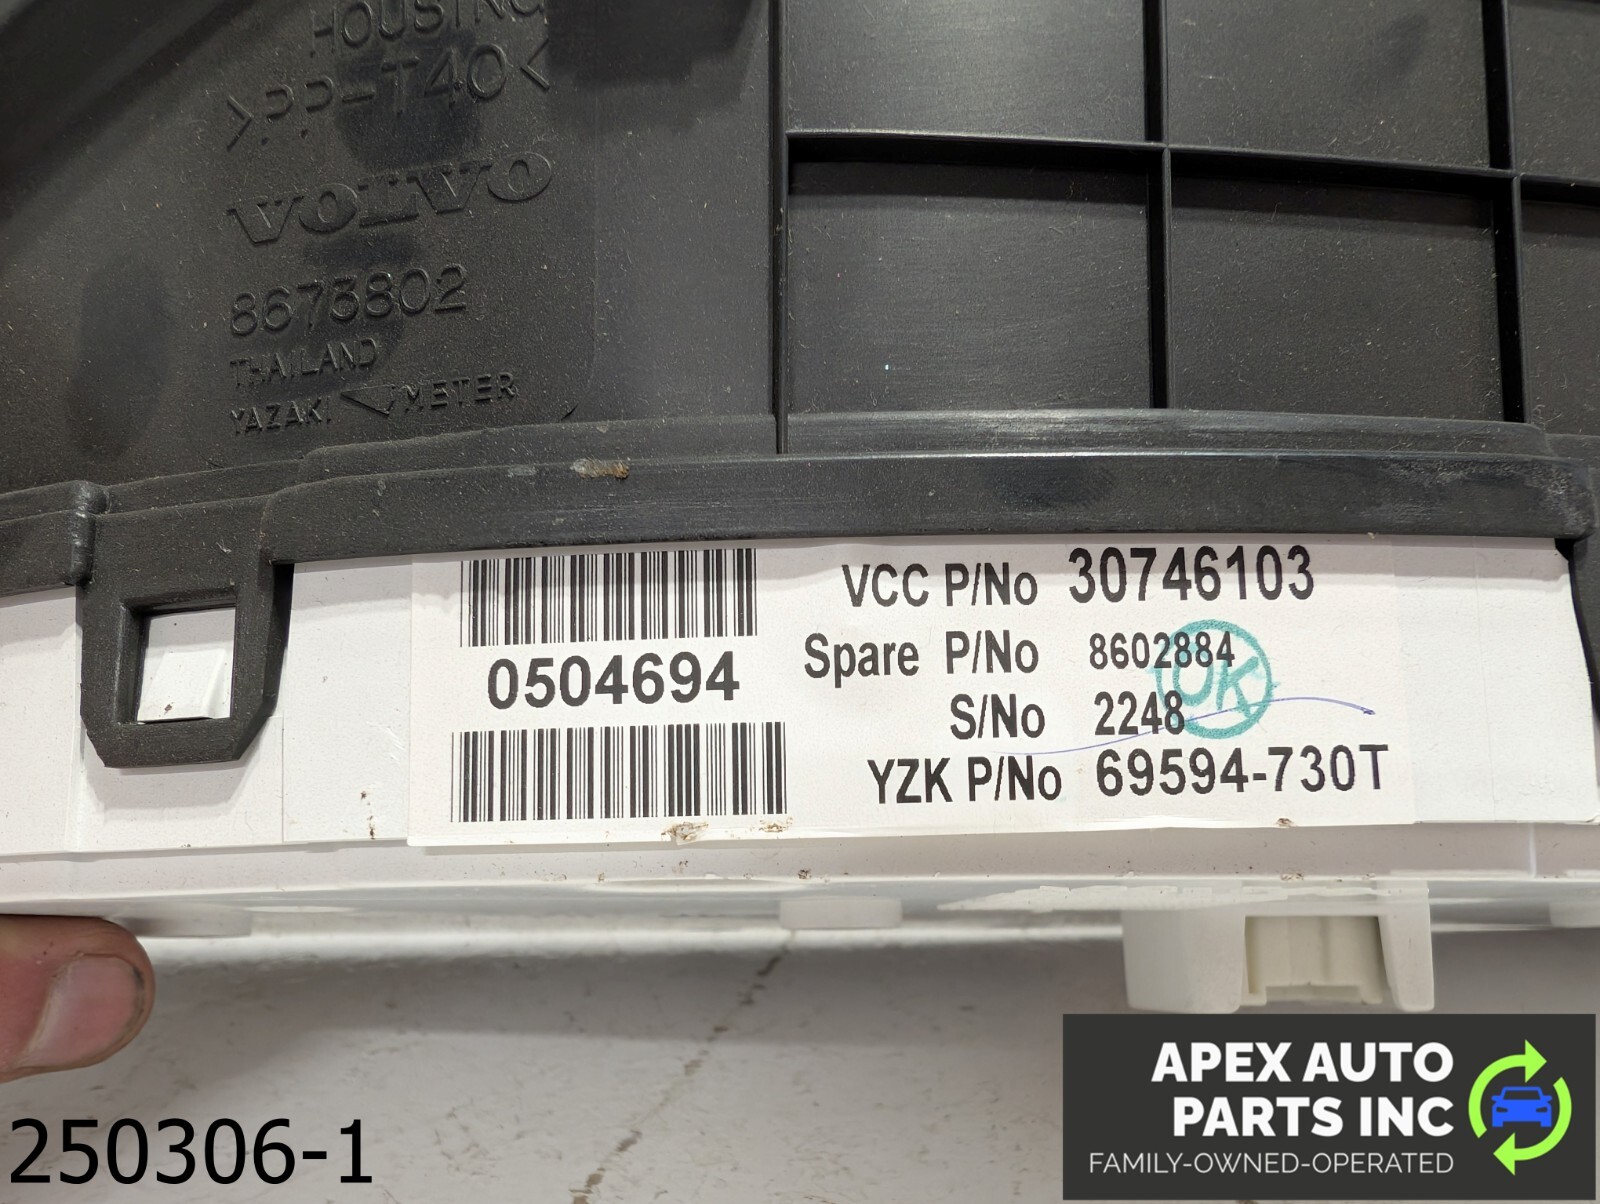 HOUSING
>PP-T40<
VOLVO
8673802
THAILAND
YAZAKI METER
0504694
VCC P/No 30746103
Spare P/No 8602884
S/No 2248
YZK P/No 69594-730T
OK
250306-1
APEX AUTO
PARTS INC
FAMILY-OWNED-OPERATED